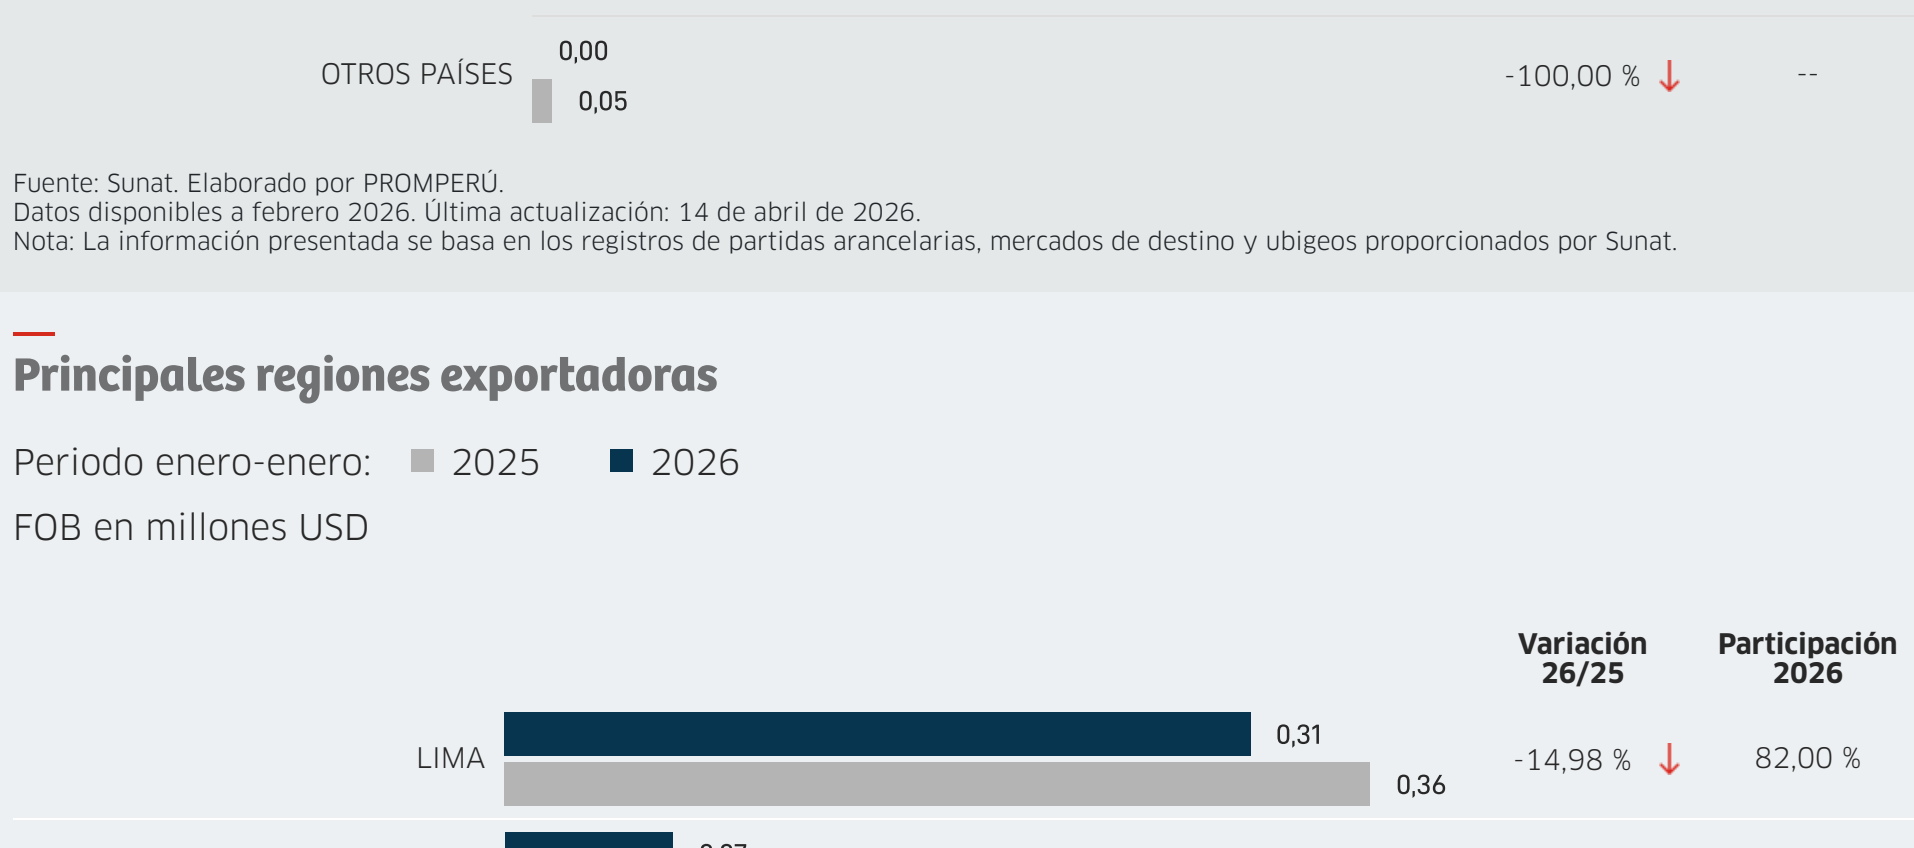 0,00
OTROS PAÍSES
-100,00 %
--
0,05
Fuente: Sunat. Elaborado por PROMPERÚ.
Datos disponibles a febrero 2026. Última actualización: 14 de abril de 2026.
Nota: La información presentada se basa en los registros de partidas arancelarias, mercados de destino y ubigeos proporcionados por Sunat.
Principales regiones exportadoras
Periodo enero-enero: 2025 2026
FOB en millones USD
Variación
26/25
Participación
2026
0,31
LIMA
-14,98 %
82,00 %
0,36